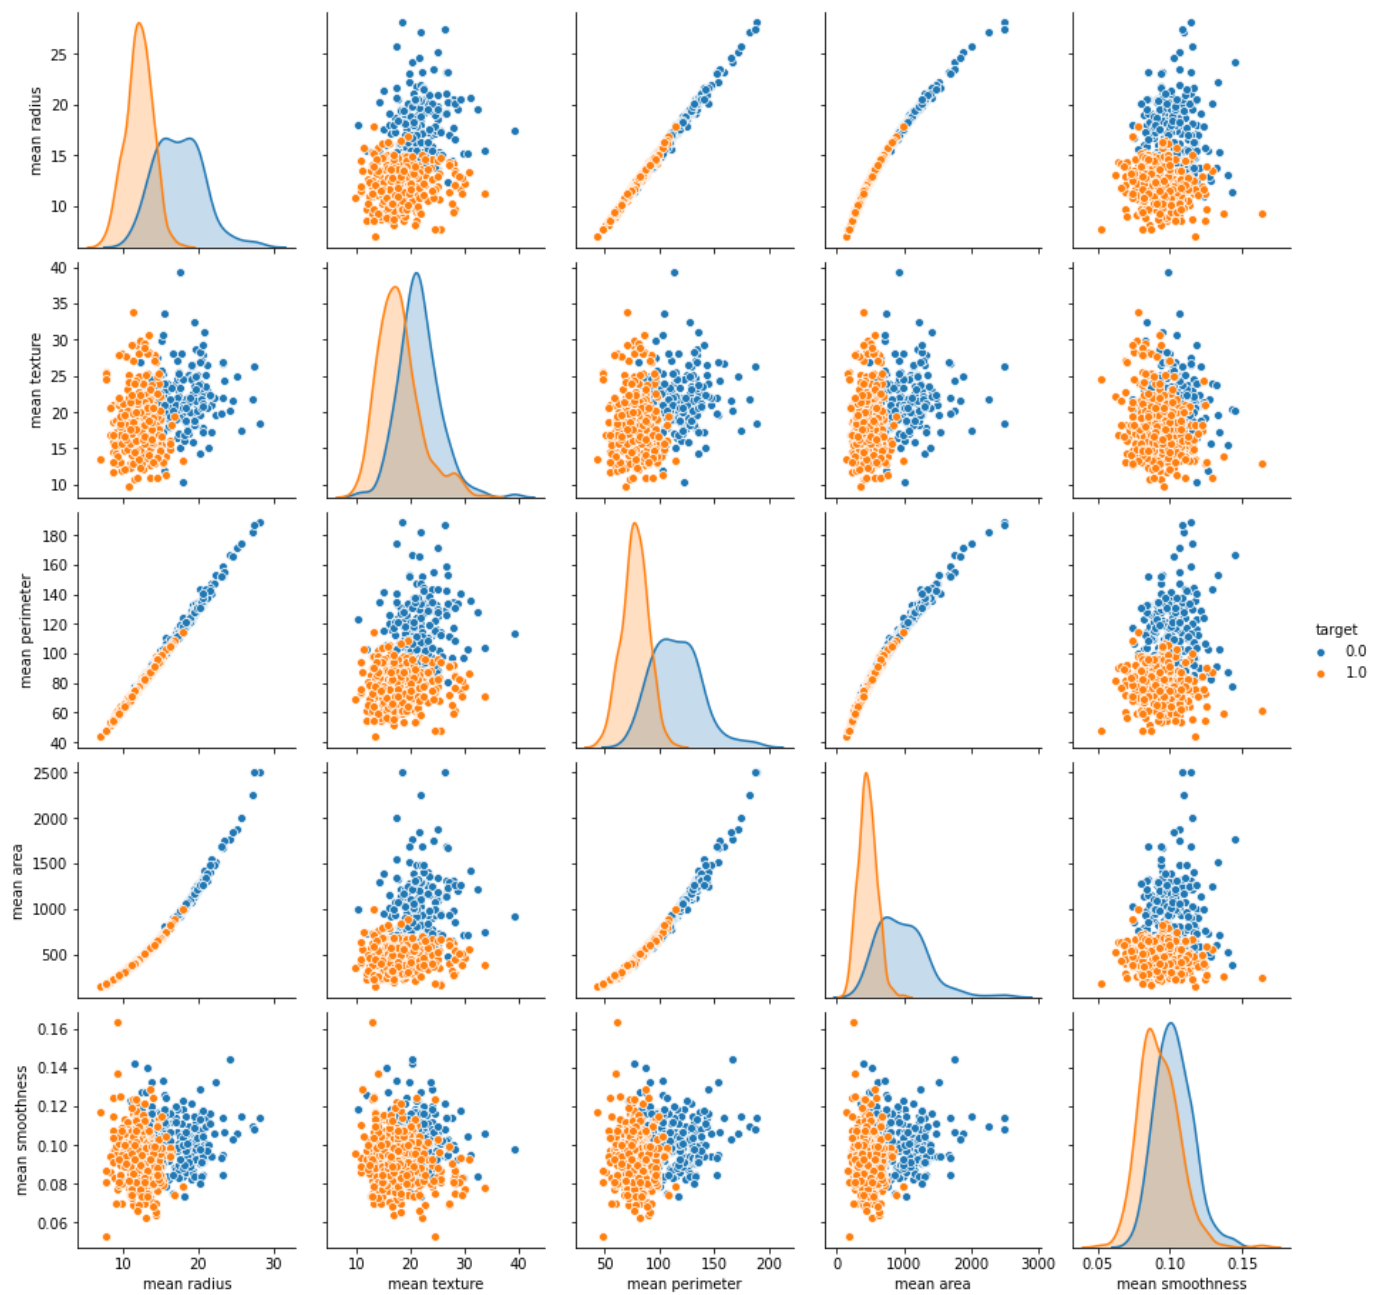 25
20
15
10
mean radius
40
35
30
25
20
15
10
mean texture
180
160
140
120
100
80
60
40
mean perimeter
target
0.0
1.0
2500
2000
1500
1000
500
mean area
0.16
0.14
0.12
0.10
0.08
0.06
mean smoothness
10 20 30
mean radius
10 20 30 40
mean texture
50 100 150 200
mean perimeter
0 1000 2000 3000
mean area
0.05 0.10 0.15
mean smoothness